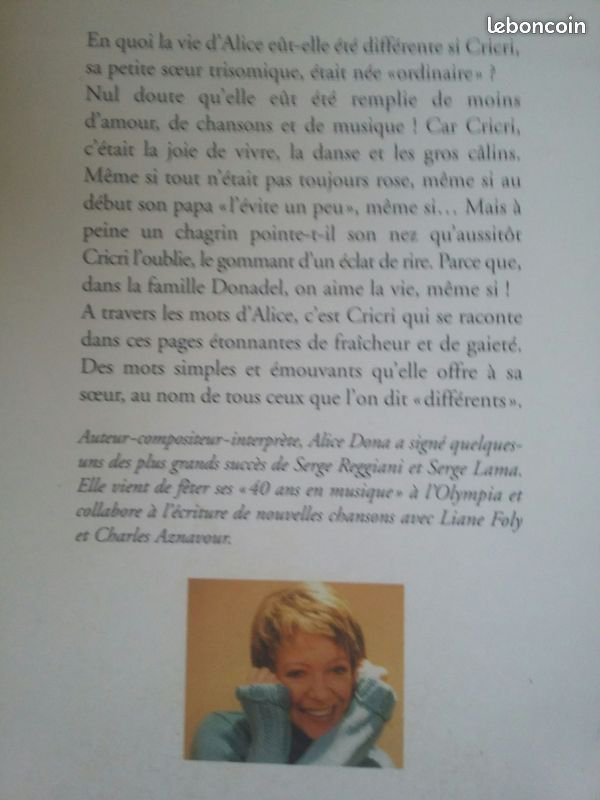 leboncoin
En quoi la vie d'Alice eût-elle été différente si Cricri,
sa petite sœur trisomique, était née «ordinaire» ?
Nul doute qu'elle eût été remplie de moins
d'amour, de chansons et de musique ! Car Cricri,
c'était la joie de vivre, la danse et les gros câlins.
Même si tout n'était pas toujours rose, même si au
début son papa «l'évite un peu», même si... Mais à
peine un chagrin pointe-t-il son nez qu'aussitôt
Cricri l'oublie, le gommant d'un éclat de rire. Parce que,
dans la famille Donadel, on aime la vie, même si !
A travers les mots d'Alice, c'est Cricri qui se raconte
dans ces pages étonnantes de fraîcheur et de gaieté.
Des mots simples et émouvants qu'elle offre à sa
sœur, au nom de tous ceux que l'on dit «différents».
Auteur-compositeur-interprète, Alice Dona a signé quelques-
uns des plus grands succès de Serge Reggiani et Serge Lama.
Elle vient de fêter ses «40 ans en musique» à l'Olympia et
collabore à l'écriture de nouvelles chansons avec Liane Foly
et Charles Aznavour.